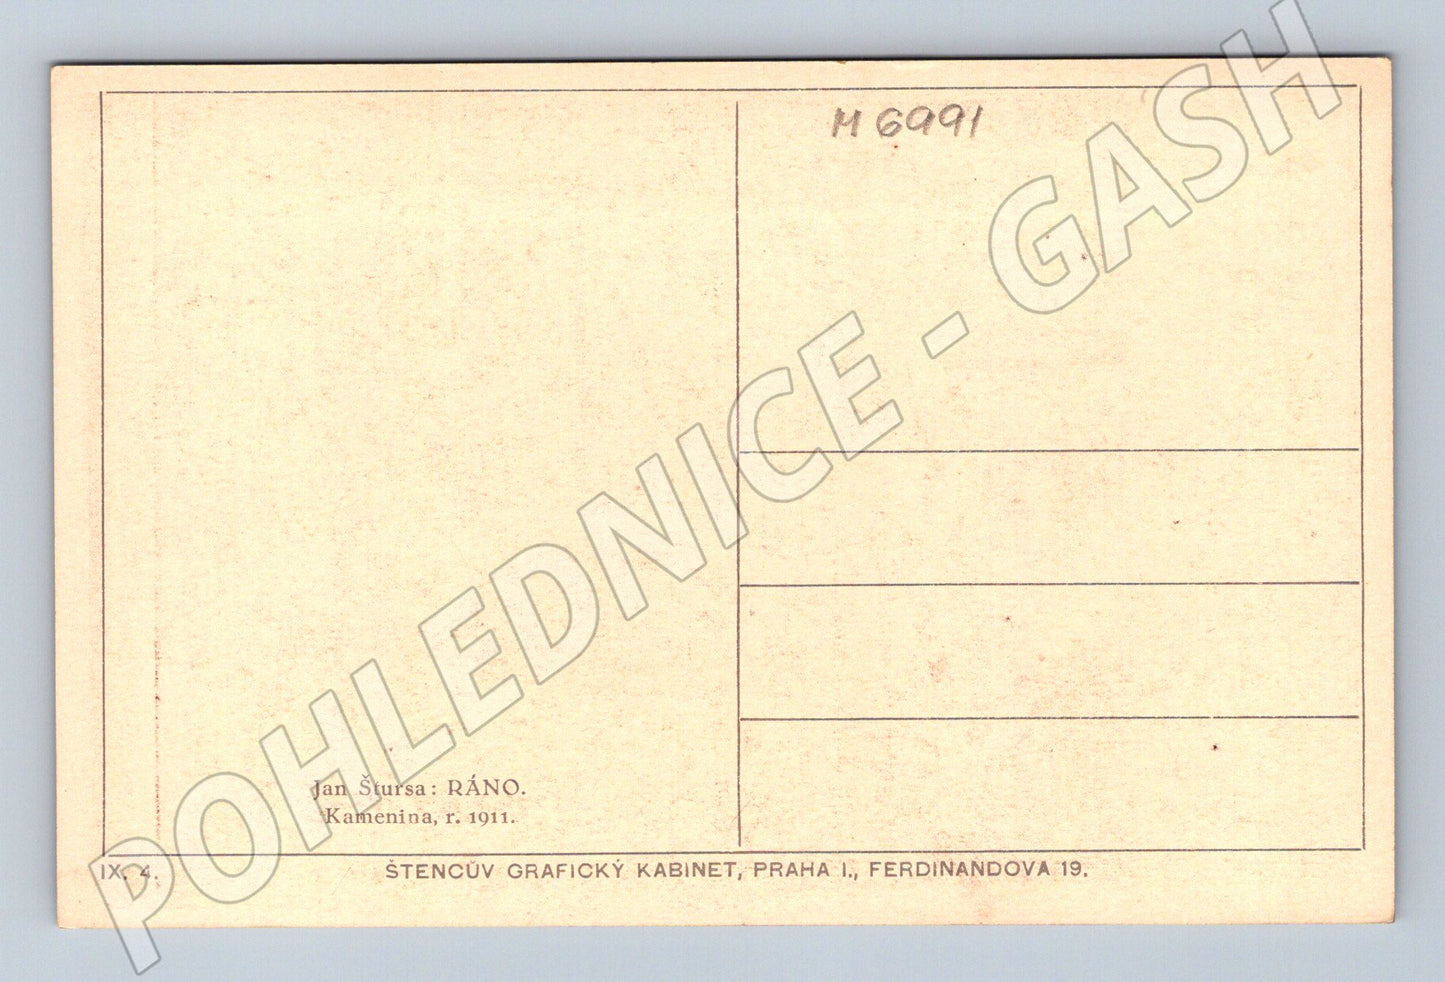 M 6991
POHLEDNICE - GASH
Jan Štursa: RÁNO.
Kamenina, r. 1911.
IX. 4.
ŠTENCŮV GRAFICKÝ KABINET, PRAHA I., FERDINANDOVA 19.